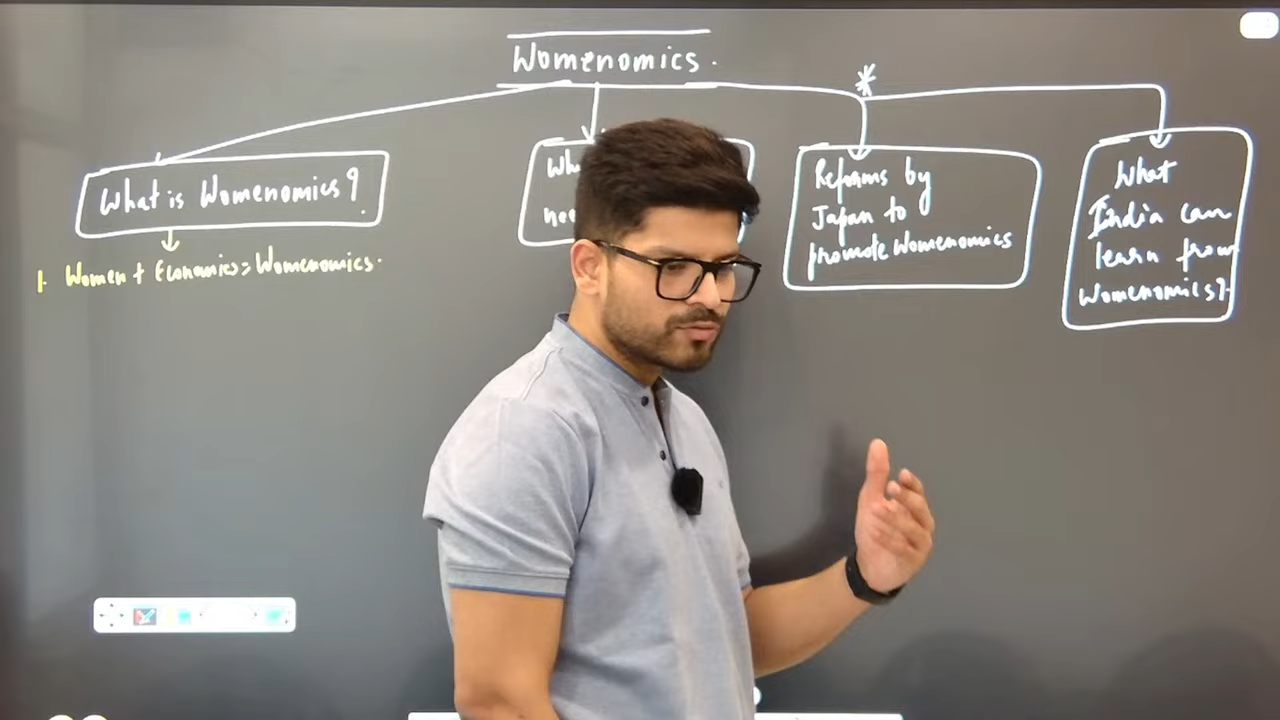 Womenomics.
What is Womenomics?
1. Women + Economics = Womenomics.
Reforms by
Japan to
promote Womenomics
What
India can
learn from
Womenomics?